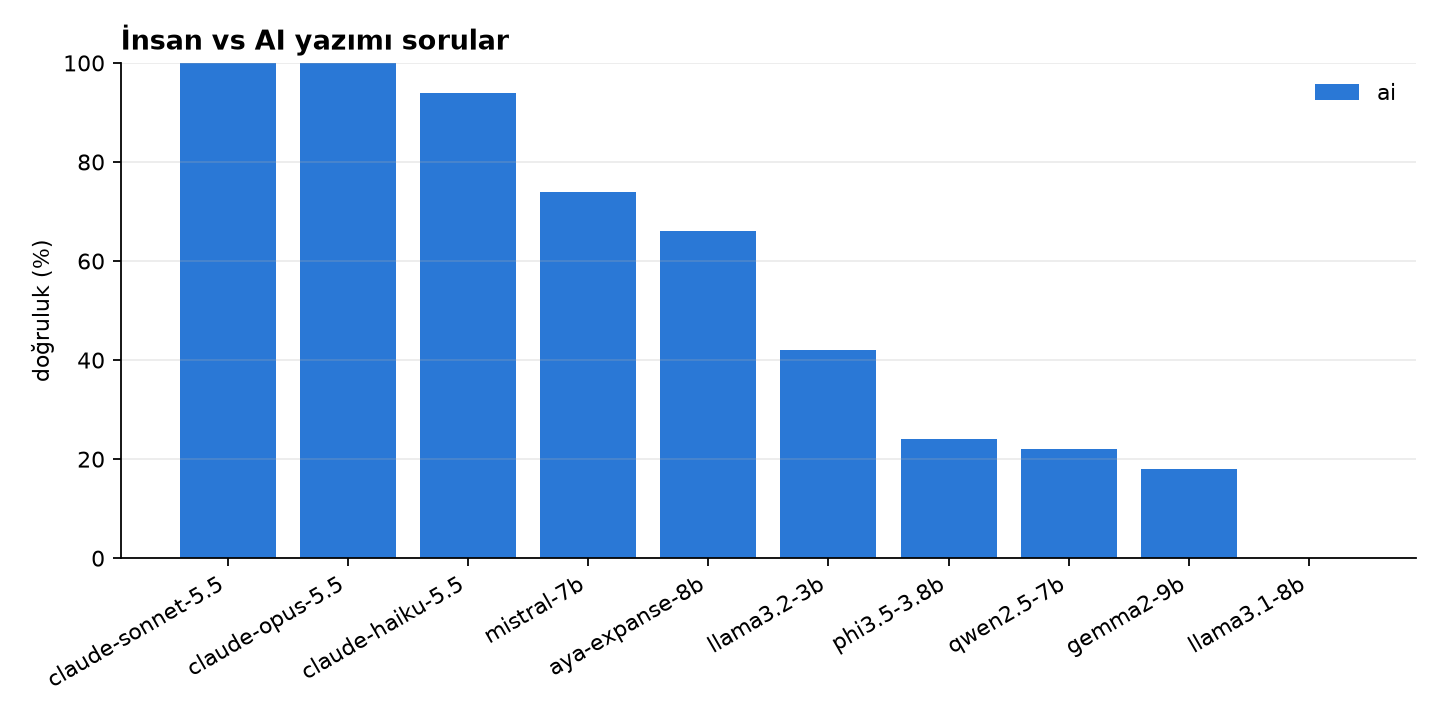 İnsan vs AI yazımı sorular
ai
doğruluk (%)
100
80
60
40
20
0
claude-sonnet-5.5
claude-opus-5.5
claude-haiku-5.5
mistral-7b
aya-expanse-8b
llama3.2-3b
phi3.5-3.8b
qwen2.5-7b
gemma2-9b
llama3.1-8b